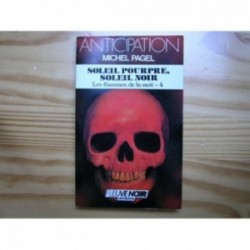 ANTICIPATION
MICHEL PAGEL
SOLEIL POURPRE,
SOLEIL NOIR
Les flammes de la nuit - 4
FLEUVE NOIR